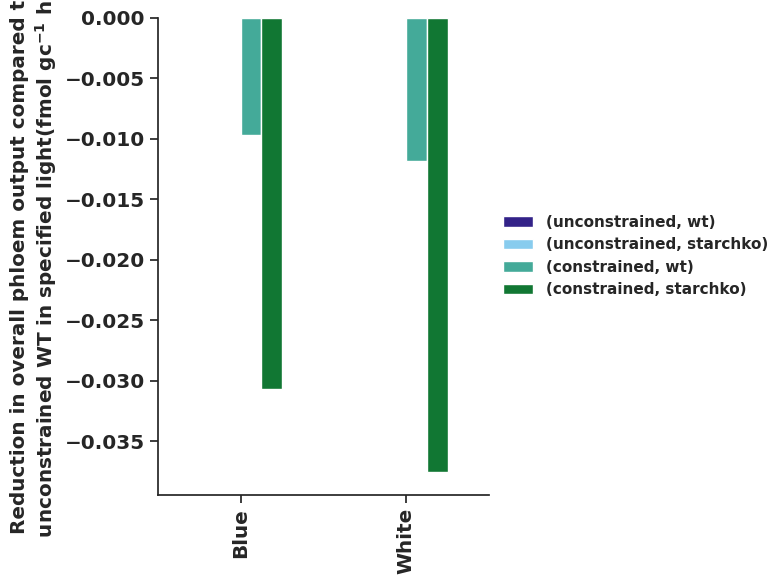 Reduction in overall phloem output compared
unconstrained WT in specified light(fmol gc⁻¹
0.000
−0.005
−0.010
−0.015
−0.020
−0.025
−0.030
−0.035
Blue
White
(unconstrained, wt)
(unconstrained, starchko)
(constrained, wt)
(constrained, starchko)